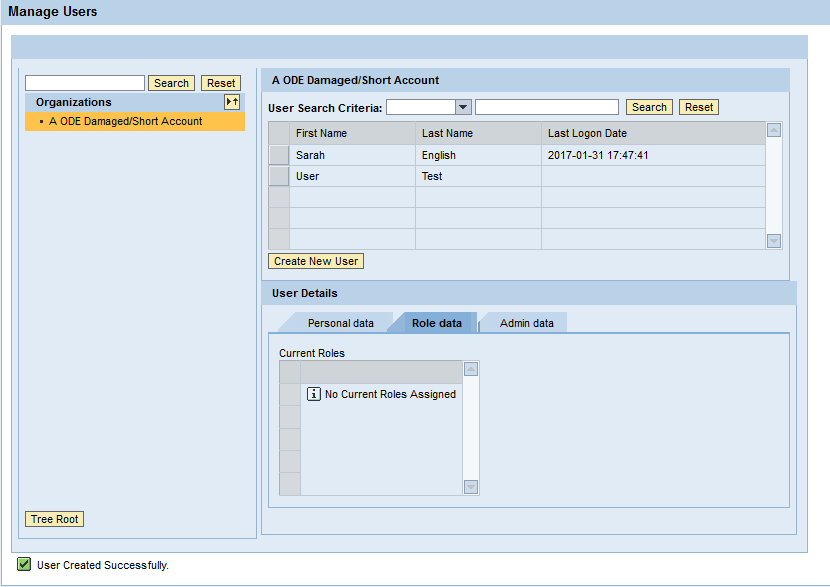 Manage Users
Search Reset
Organizations
A ODE Damaged/Short Account
Tree Root
A ODE Damaged/Short Account
User Search Criteria: Search Reset
First Name Last Name Last Logon Date
Sarah English 2017-01-31 17:47:41
User Test
Create New User
User Details
Personal data Role data Admin data
Current Roles
No Current Roles Assigned
User Created Successfully.